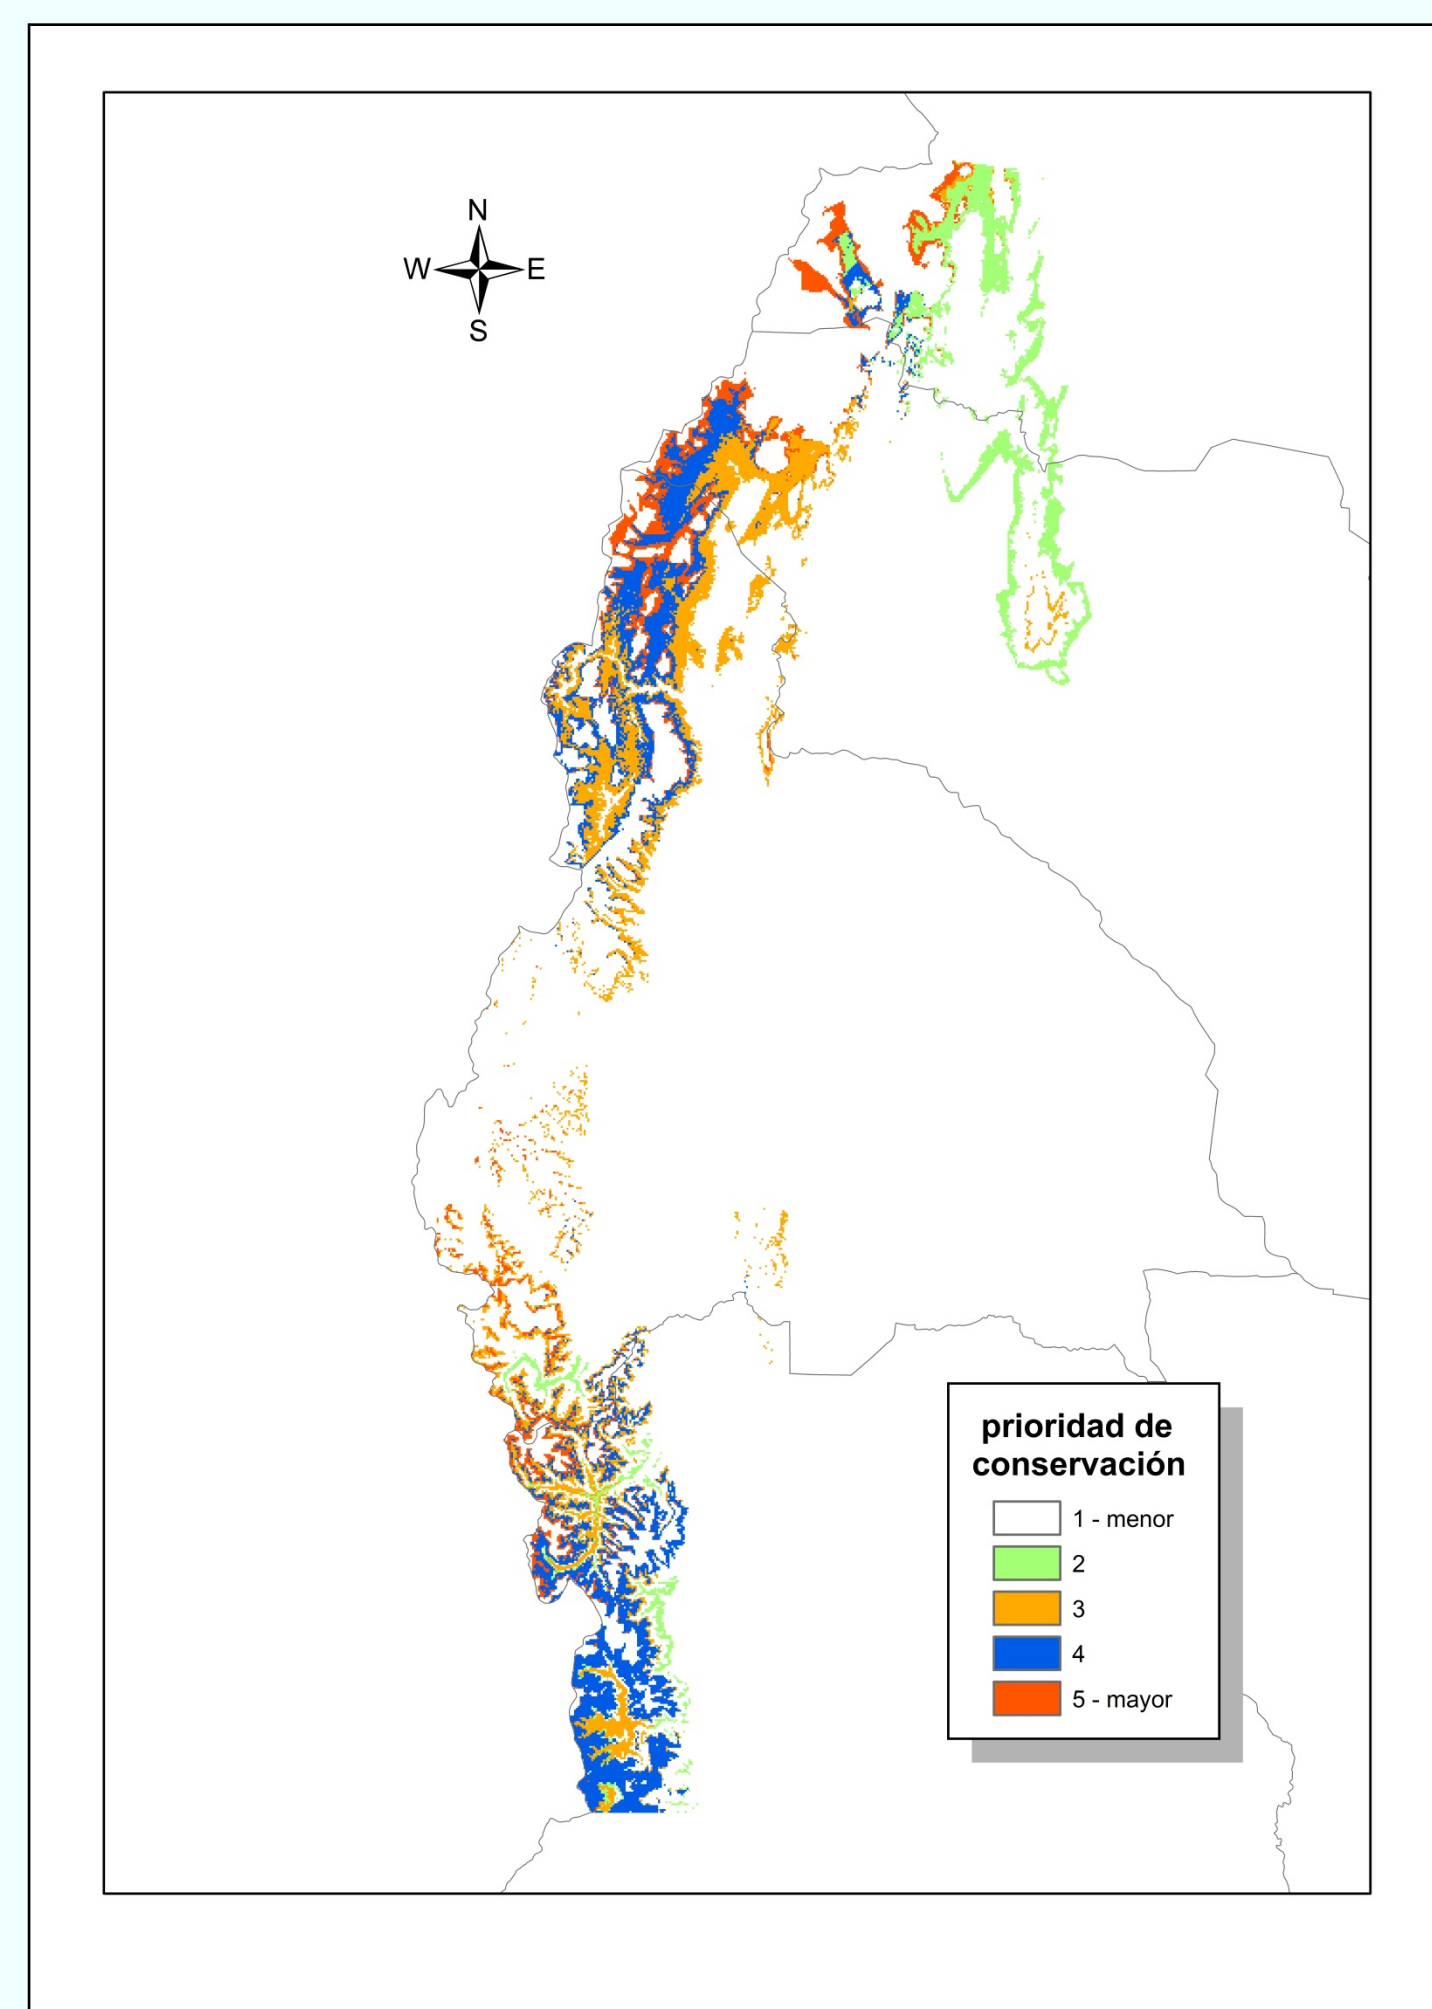 N
W E
S
prioridad de
conservación
1 - menor
2
3
4
5 - mayor